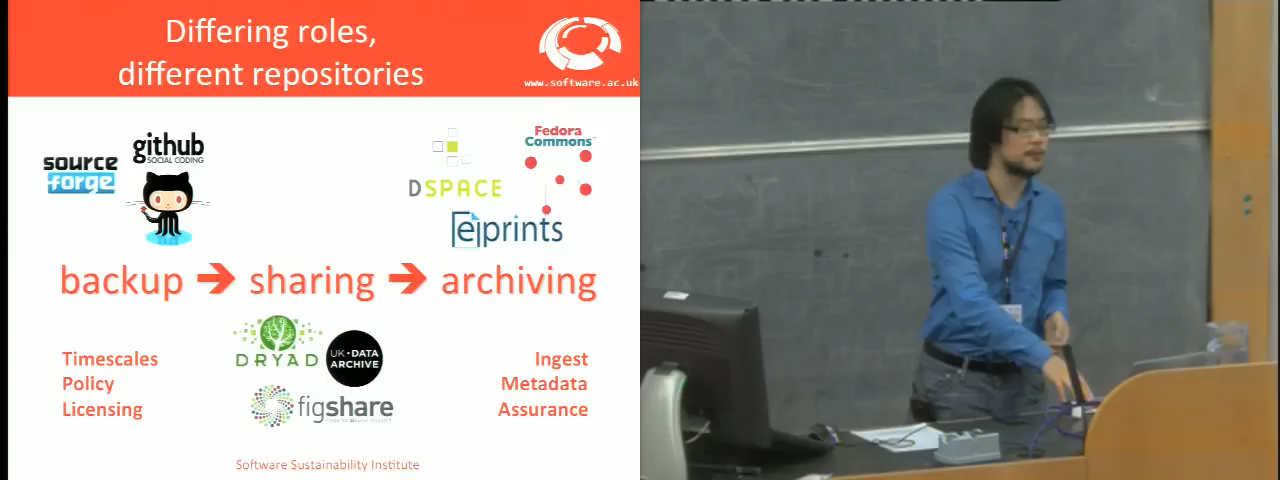 Differing roles,
different repositories
www.software.ac.uk
source
forge
github
SOCIAL CODING
DSPACE
Fedora
Commons™
eprints
backup ➔ sharing ➔ archiving
Timescales
Policy
Licensing
DRYAD
UK • DATA
ARCHIVE
figshare
Ingest
Metadata
Assurance
Software Sustainability Institute